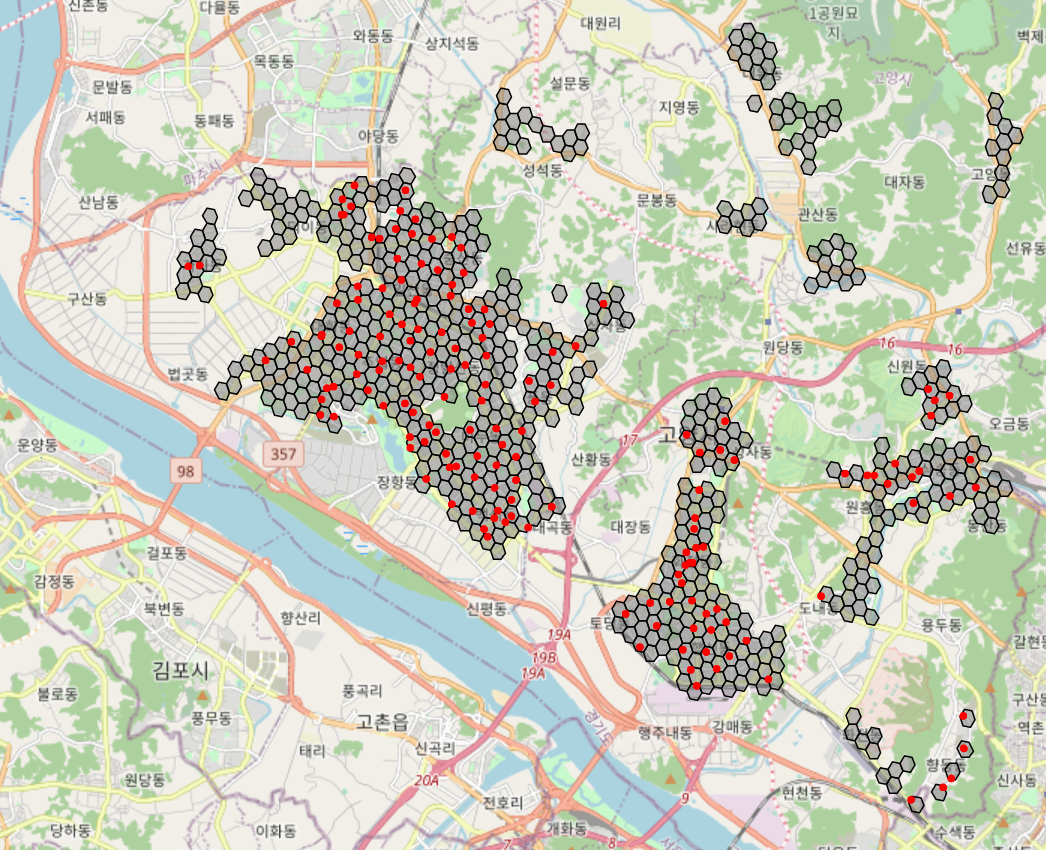 신촌동
다율동
와동동
상지석동
대원리
1공원묘
지
벽제
목동동
문발동
설문동
고양시
서패동
동패동
지영동
야당동
파주시
성석동
대자동
고양
산남동
문봉동
관산동
선유동
구산동
16
16
원당동
신원동
법곳동
오금동
17
운양동
98
357
산황동
장항동
원흥
대장동
감정동
걸포동
북변동
향산리
신평동
토당
도내
용두동
갈현동
19A
19B
19A
김포시
불로동
풍무동
풍곡리
고촌읍
경기도
행주내동
강매동
구산동
역촌
태리
신곡리
향동동
신사동
원당동
20A
전호리
9
현천동
당하동
이화동
개화동
7
8
수색동